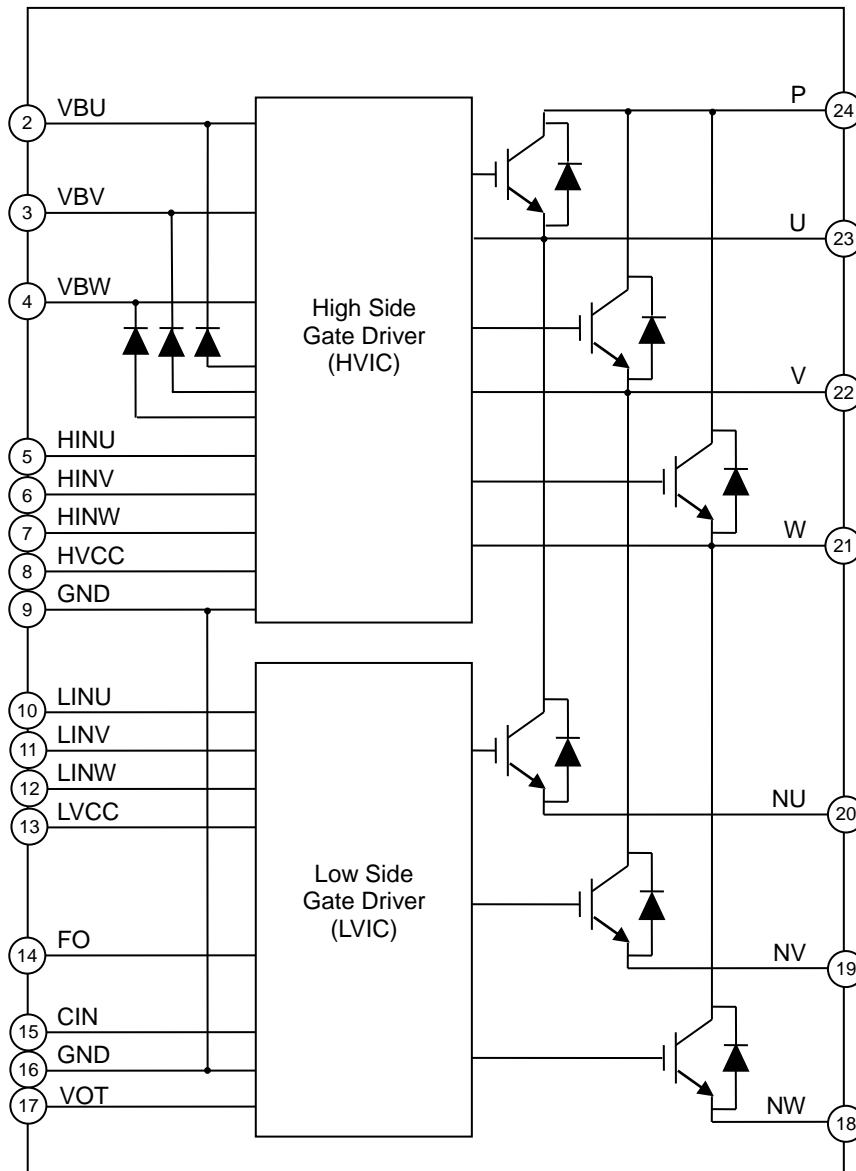 2 VBU
3 VBV
4 VBW
5 HINU
6 HINV
7 HINW
8 HVCC
9 GND
High Side
Gate Driver
(HVIC)
10 LINU
11 LINV
12 LINW
13 LVCC
14 FO
15 CIN
16 GND
17 VOT
Low Side
Gate Driver
(LVIC)
P 24
U 23
V 22
W 21
NU 20
NV 19
NW 18